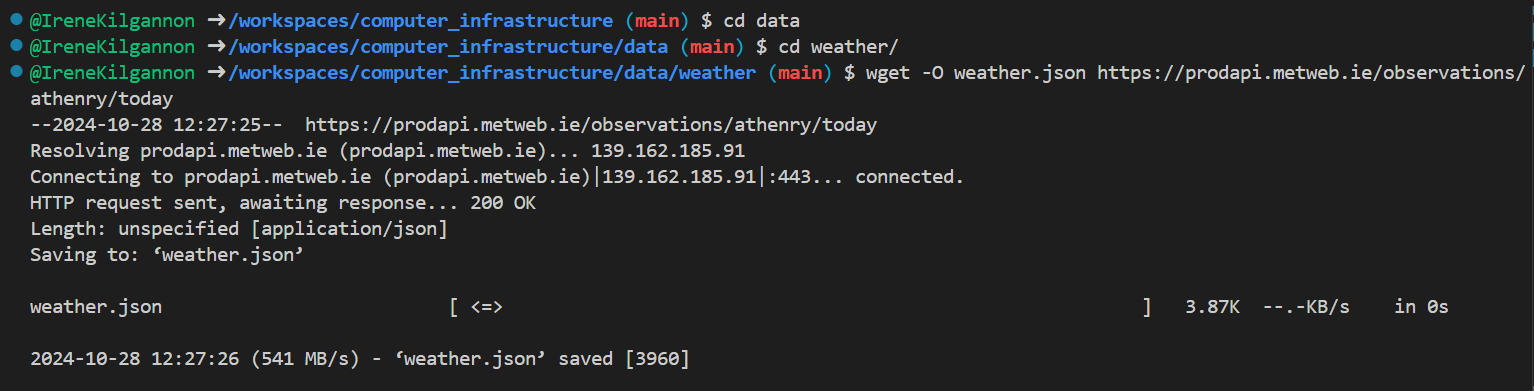 @IreneKilgannon ➜/workspaces/computer_infrastructure (main) $ cd data
@IreneKilgannon ➜/workspaces/computer_infrastructure/data (main) $ cd weather/
@IreneKilgannon ➜/workspaces/computer_infrastructure/data/weather (main) $ wget -O weather.json https://prodapi.metweb.ie/observations/
athenry/today
--2024-10-28 12:27:25--  https://prodapi.metweb.ie/observations/athenry/today
Resolving prodapi.metweb.ie (prodapi.metweb.ie)... 139.162.185.91
Connecting to prodapi.metweb.ie (prodapi.metweb.ie)|139.162.185.91|:443... connected.
HTTP request sent, awaiting response... 200 OK
Length: unspecified [application/json]
Saving to: ‘weather.json’
weather.json                          [ <=>                                                          ]   3.87K  --.-KB/s    in 0s
2024-10-28 12:27:26 (541 MB/s) - ‘weather.json’ saved [3960]